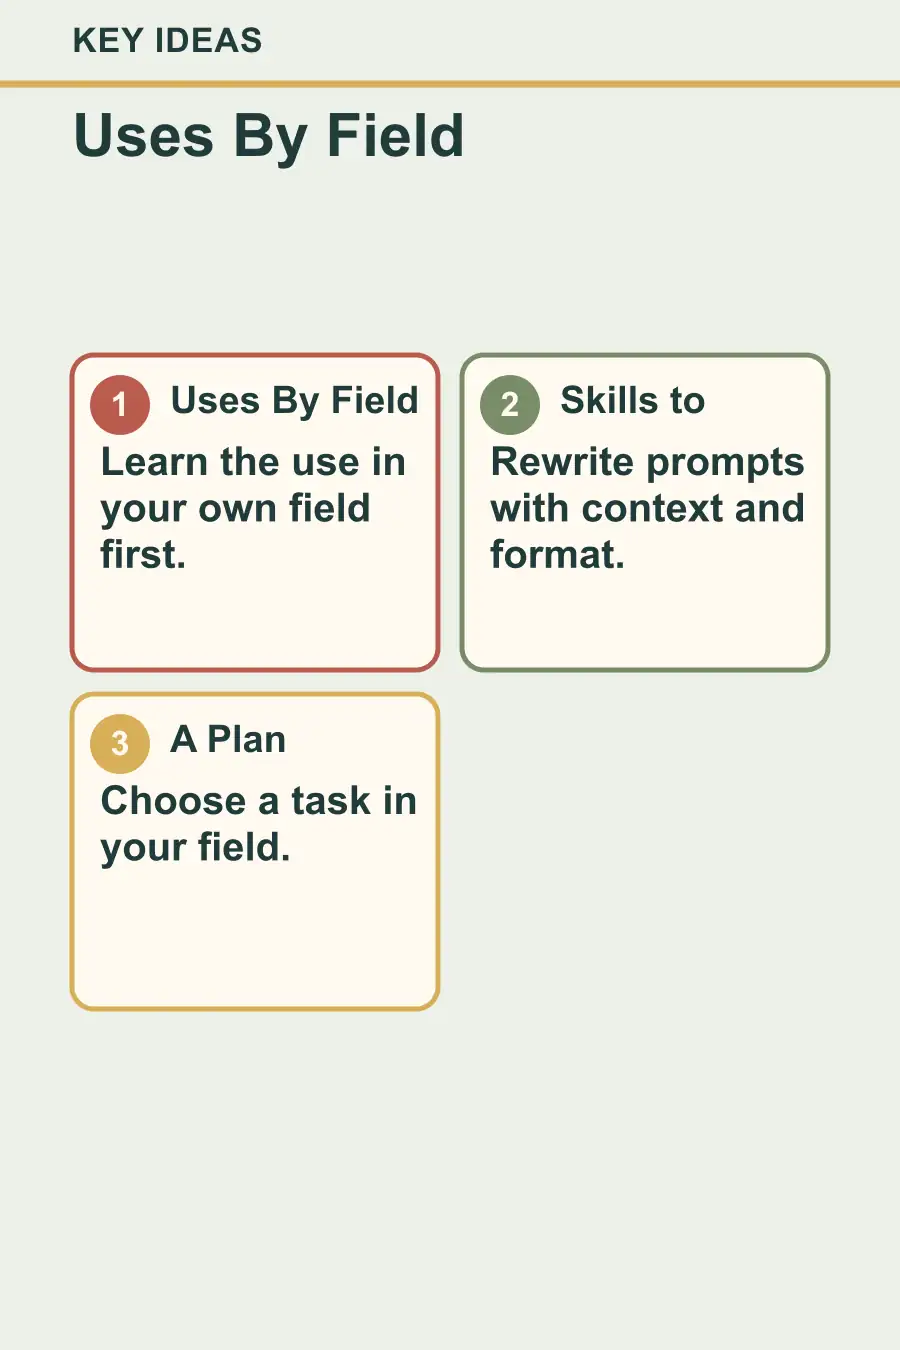 KEY IDEAS
Uses By Field
1 Uses By Field
Learn the use in
your own field
first.
2 Skills to
Rewrite prompts
with context and
format.
3 A Plan
Choose a task in
your field.